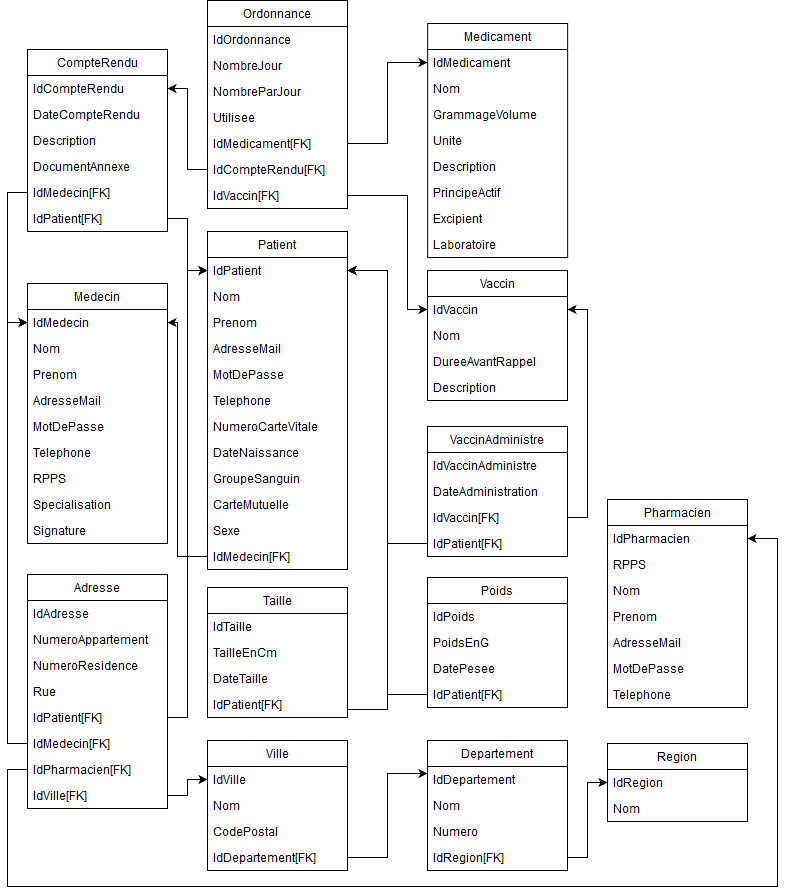 Ordonnance
IdOrdonnance
NombreJour
NombreParJour
Utilisee
IdMedicament[FK]
IdCompteRendu[FK]
IdVaccin[FK]
Medicament
IdMedicament
Nom
GrammageVolume
Unite
Description
PrincipeActif
Excipient
Laboratoire
CompteRendu
IdCompteRendu
DateCompteRendu
Description
DocumentAnnexe
IdMedecin[FK]
IdPatient[FK]
Patient
IdPatient
Nom
Prenom
AdresseMail
MotDePasse
Telephone
NumeroCarteVitale
DateNaissance
GroupeSanguin
CarteMutuelle
Sexe
IdMedecin[FK]
Vaccin
IdVaccin
Nom
DureeAvantRappel
Description
Medecin
IdMedecin
Nom
Prenom
AdresseMail
MotDePasse
Telephone
RPPS
Specialisation
Signature
VaccinAdministre
IdVaccinAdministre
DateAdministration
IdVaccin[FK]
IdPatient[FK]
Pharmacien
IdPharmacien
RPPS
Nom
Prenom
AdresseMail
MotDePasse
Telephone
Adresse
IdAdresse
NumeroAppartement
NumeroResidence
Rue
IdPatient[FK]
IdMedecin[FK]
IdPharmacien[FK]
IdVille[FK]
Taille
IdTaille
TailleEnCm
DateTaille
IdPatient[FK]
Poids
IdPoids
PoidsEnG
DatePesee
IdPatient[FK]
Ville
IdVille
Nom
CodePostal
IdDepartement[FK]
Departement
IdDepartement
Nom
Numero
IdRegion[FK]
Region
IdRegion
Nom